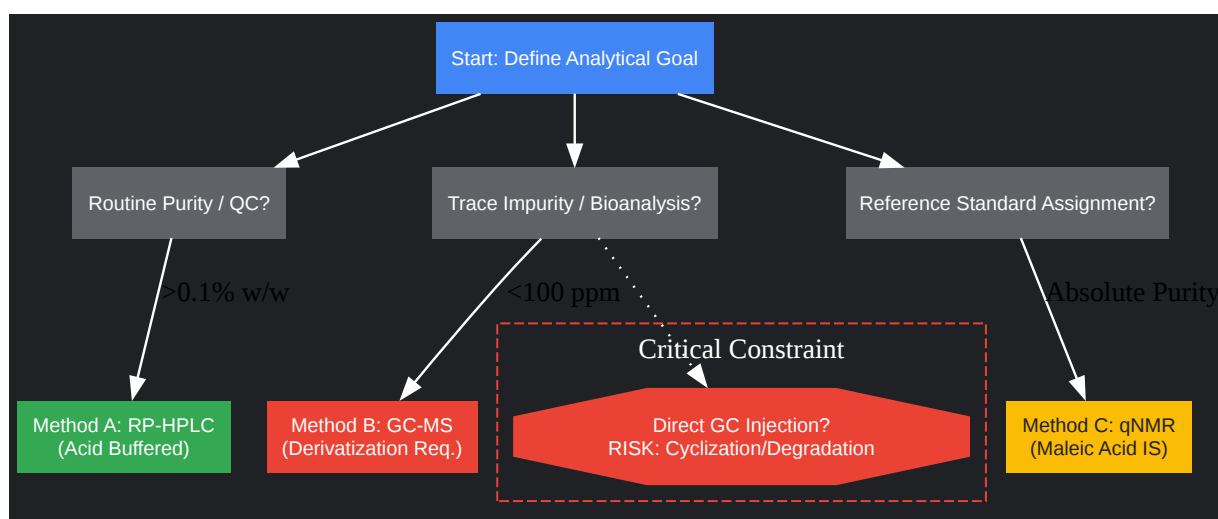 Start: Define Analytical Goal
Routine Purity / QC?
Trace Impurity / Bioanalysis?
Reference Standard Assignment?
>0.1% w/w
<100 ppm
Absolute Purity
Critical Constraint
Method A: RP-HPLC
(Acid Buffered)
Method B: GC-MS
(Derivatization Req.)
Direct GC Injection?
RISK: Cyclization/Degradation
Method C: qNMR
(Maleic Acid IS)